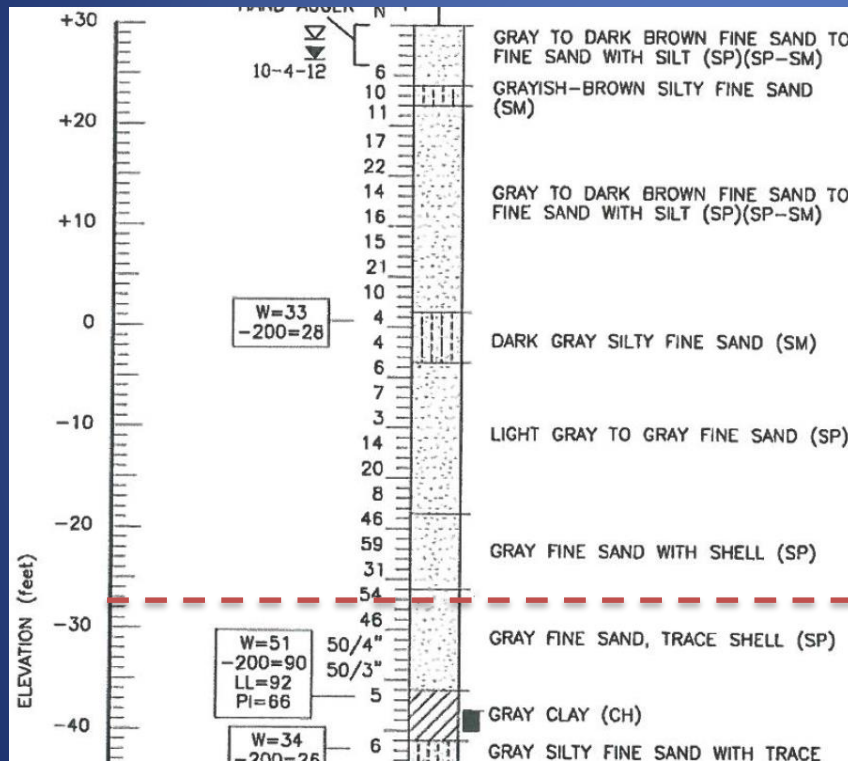 HAND AUGER N
+30
10-4-12
6
GRAY TO DARK BROWN FINE SAND TO
FINE SAND WITH SILT (SP)(SP-SM)
10
GRAYISH-BROWN SILTY FINE SAND
(SM)
11
+20
17
22
14
GRAY TO DARK BROWN FINE SAND TO
FINE SAND WITH SILT (SP)(SP-SM)
+10
16
15
21
10
W=33
-200=28
4
0
4
DARK GRAY SILTY FINE SAND (SM)
6
7
3
-10
14
LIGHT GRAY TO GRAY FINE SAND (SP)
20
8
46
-20
59
GRAY FINE SAND WITH SHELL (SP)
31
54
46
-30
ELEVATION (feet)
GRAY FINE SAND, TRACE SHELL (SP)
50/4"
50/3"
W=51
-200=90
LL=92
PI=66
5
GRAY CLAY (CH)
-40
W=34
-200=26
6
GRAY SILTY FINE SAND WITH TRACE